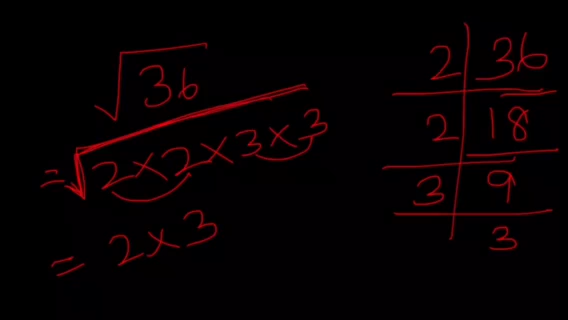 √36
= √2×2×3×3
= 2×3
2 | 36
2 | 18
3 | 9
3